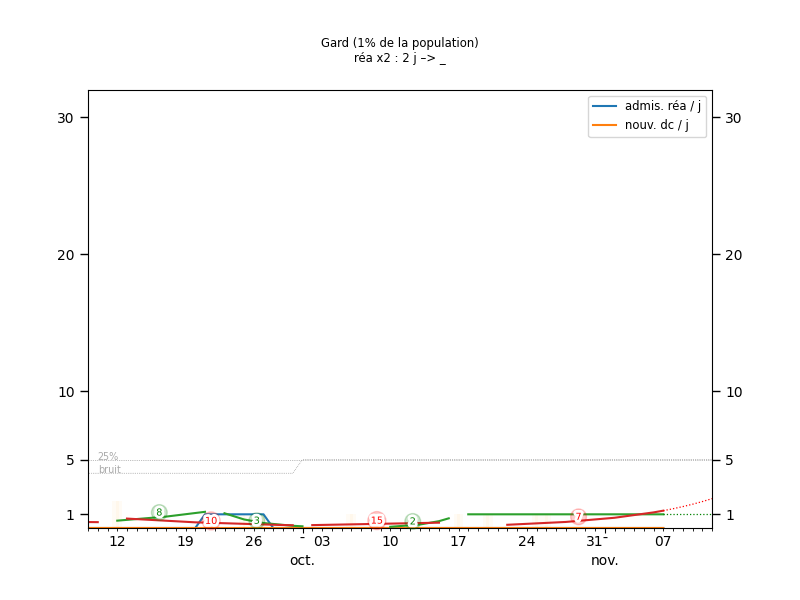 Gard (1% de la population)
réa x2 : 2 j –> _
admis. réa / j
nouv. dc / j
30 30
20 20
10 10
5 5
1 1
25%
bruit
8 10 3 15 2 7
12 19 26 - 03 10 17 24 31- 07
oct. nov.